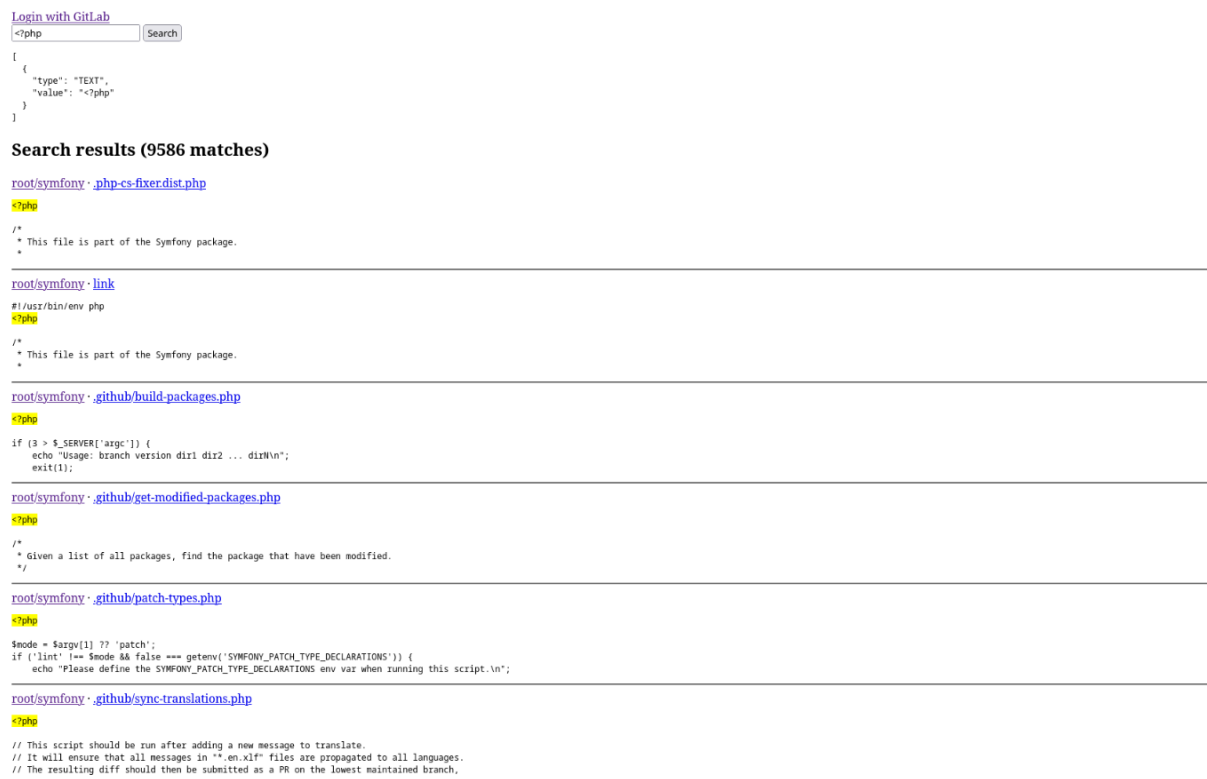 Login with GitLab
<?php Search
[
  {
    "type": "TEXT",
    "value": "<?php"
  }
]
Search results (9586 matches)
root/symfony · .php-cs-fixer.dist.php
<?php
/*
 * This file is part of the Symfony package.
 *
root/symfony · link
#!/usr/bin/env php
<?php
/*
 * This file is part of the Symfony package.
 *
root/symfony · .github/build-packages.php
<?php
if (3 > $_SERVER['argc']) {
    echo "Usage: branch version dir1 dir2 ... dirN\n";
    exit(1);
root/symfony · .github/get-modified-packages.php
<?php
/*
 * Given a list of all packages, find the package that have been modified.
 */
root/symfony · .github/patch-types.php
<?php
$mode = $argv[1] ?? 'patch';
if ('lint' !== $mode && false === getenv('SYMFONY_PATCH_TYPE_DECLARATIONS')) {
    echo "Please define the SYMFONY_PATCH_TYPE_DECLARATIONS env var when running this script.\n";
root/symfony · .github/sync-translations.php
<?php
// This script should be run after adding a new message to translate.
// It will ensure that all messages in "*.en.xlf" files are propagated to all languages.
// The resulting diff should then be submitted as a PR on the lowest maintained branch,